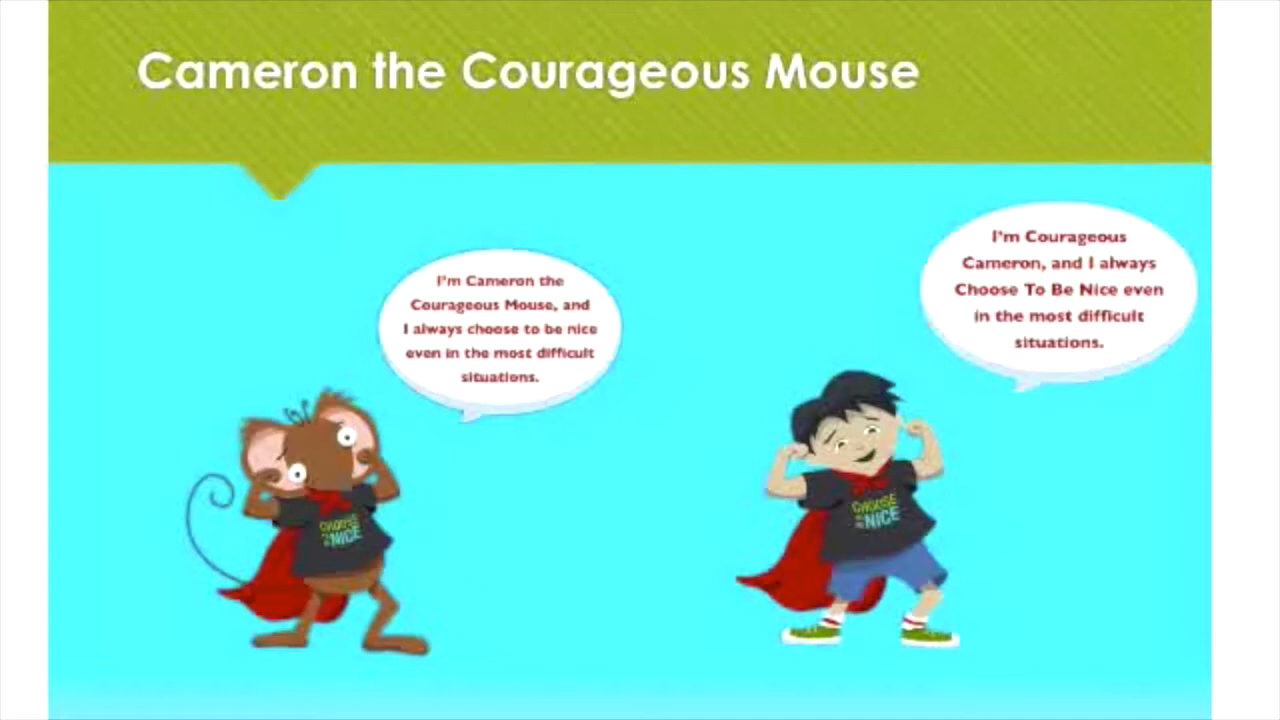 Cameron the Courageous Mouse
I'm Cameron the
Courageous Mouse, and
I always choose to be nice
even in the most difficult
situations.
I'm Courageous
Cameron, and I always
Choose To Be Nice even
in the most difficult
situations.
CHOOSE
NICE
CHOOSE
NICE